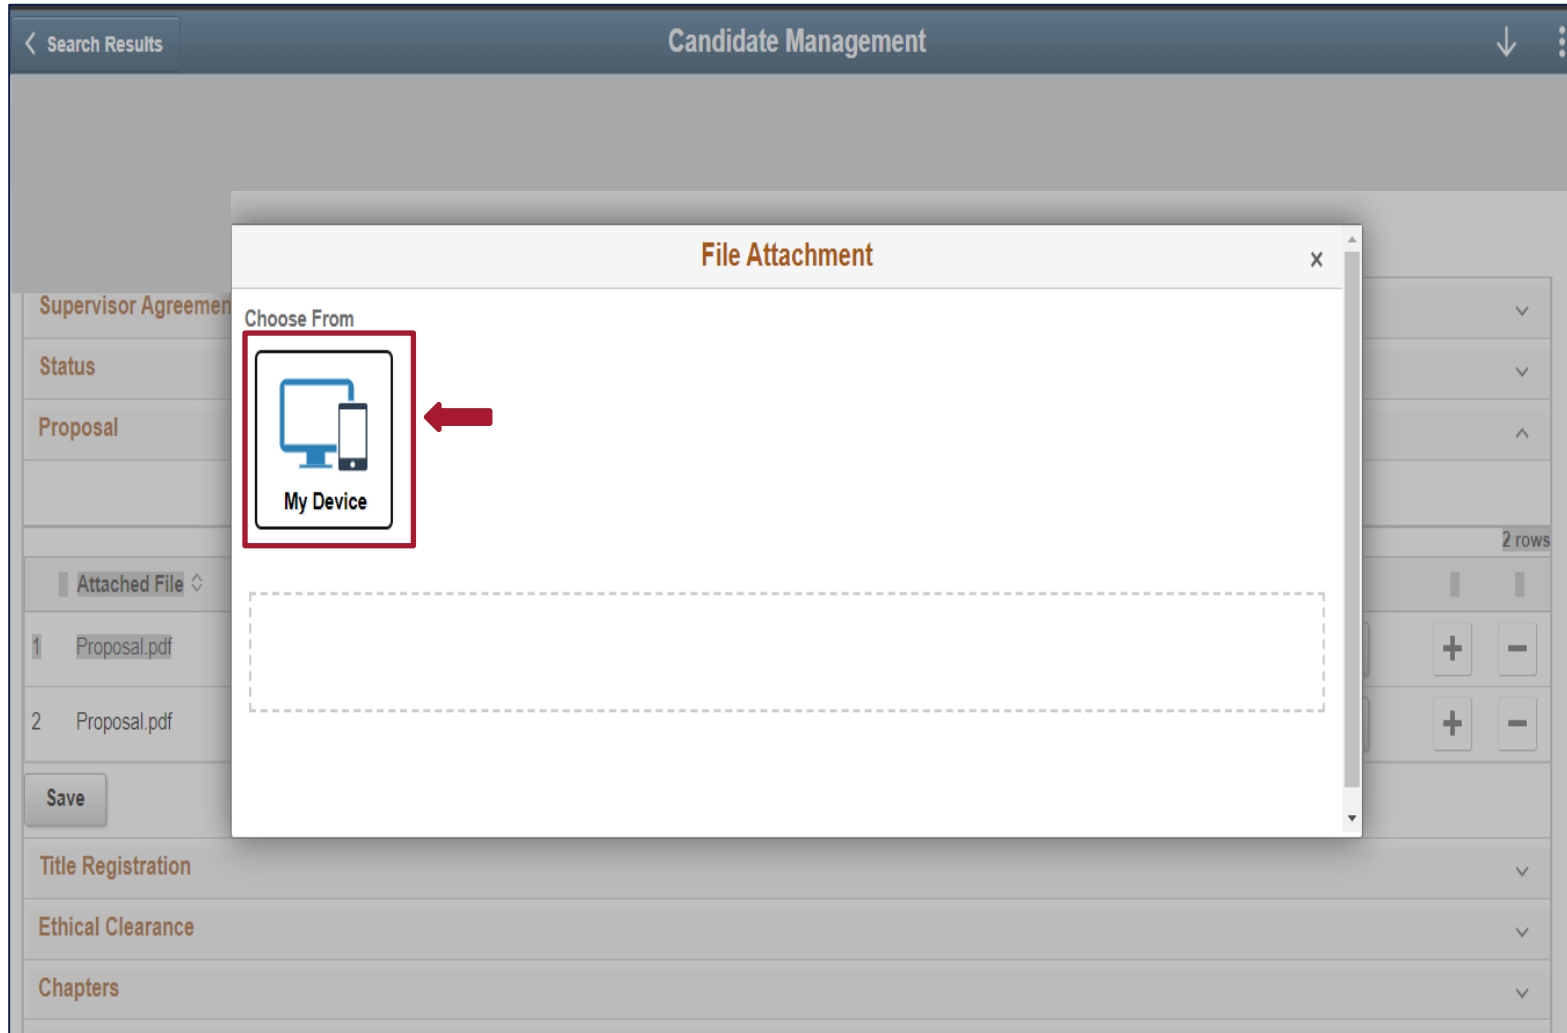 Search Results
Candidate Management
File Attachment
x
Supervisor Agreemen
Choose From
Status
Proposal
My Device
2 rows
Attached File
1 Proposal.pdf
2 Proposal.pdf
Save
Title Registration
Ethical Clearance
Chapters